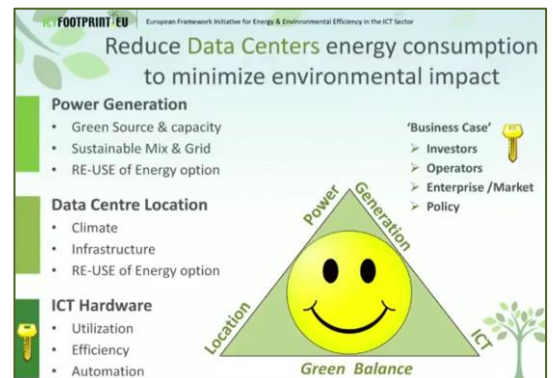 ICTFOOTPRINT EU
European Framework Initiative for Energy & Environmental Efficiency in the ICT Sector
Reduce Data Centers energy consumption
to minimize environmental impact
Power Generation
• Green Source & capacity
• Sustainable Mix & Grid
• RE-USE of Energy option
Data Centre Location
• Climate
• Infrastructure
• RE-USE of Energy option
ICT Hardware
• Utilization
• Efficiency
• Automation
'Business Case'
➢ Investors
➢ Operators
➢ Enterprise /Market
➢ Policy
Power Generation
Location
ICT
Green Balance